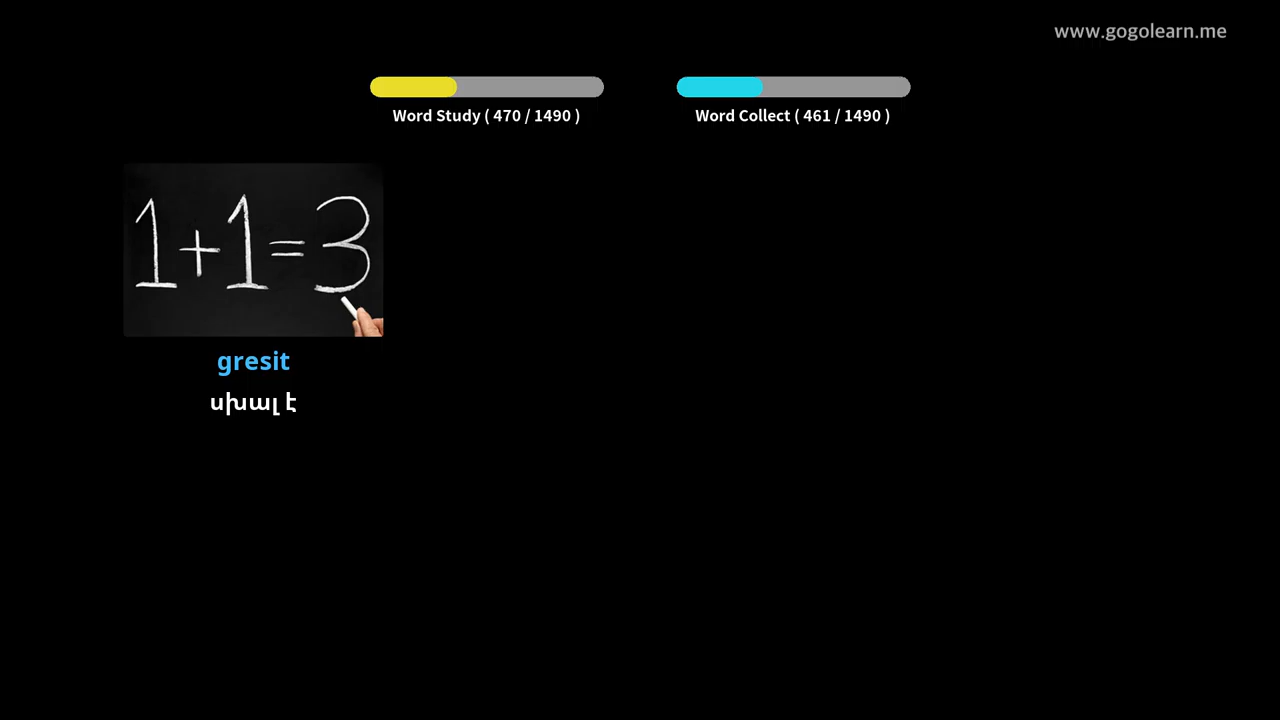 www.gogolearn.me
Word Study ( 470 / 1490 )
Word Collect ( 461 / 1490 )
1+1=3
gresit
սխալ է